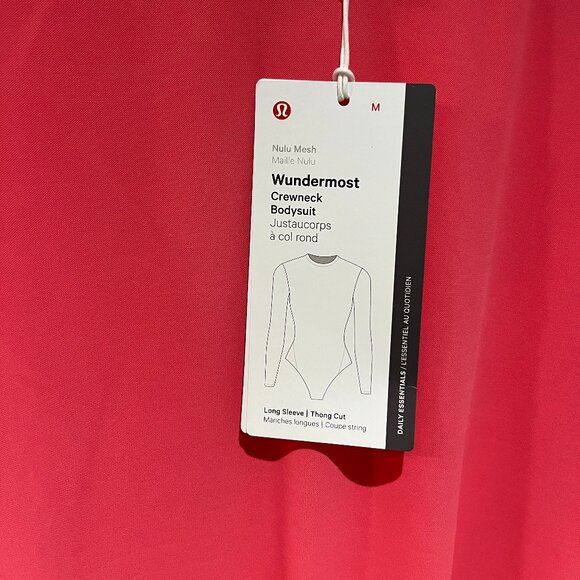 M
Nulu Mesh
Maille Nulu
Wundermost
Crewneck
Bodysuit
Justaucorps
à col rond
Long Sleeve | Thong Cut
Manches longues | Coupe string
DAILY ESSENTIALS / L'ESSENTIEL AU QUOTIDIEN